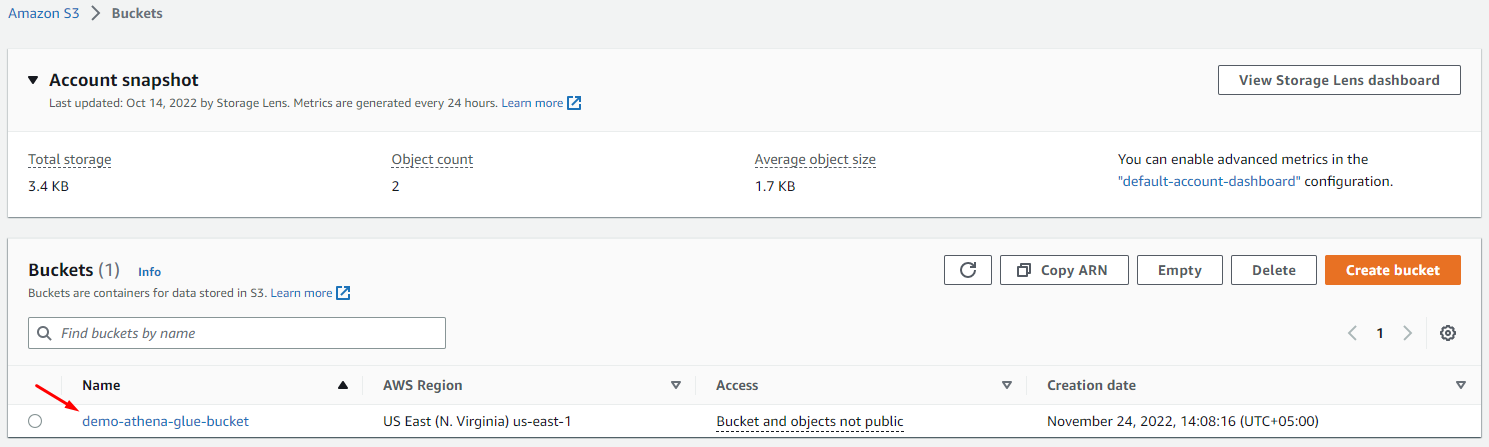 Amazon S3 > Buckets
Account snapshot
View Storage Lens dashboard
Last updated: Oct 14, 2022 by Storage Lens. Metrics are generated every 24 hours. Learn more
Total storage Object count Average object size You can enable advanced metrics in the
3.4 KB 2 1.7 KB "default-account-dashboard" configuration.
Buckets (1) Info Copy ARN Empty Delete Create bucket
Buckets are containers for data stored in S3. Learn more
Find buckets by name 1
Name AWS Region Access Creation date
demo-athena-glue-bucket US East (N. Virginia) us-east-1 Bucket and objects not public November 24, 2022, 14:08:16 (UTC+05:00)